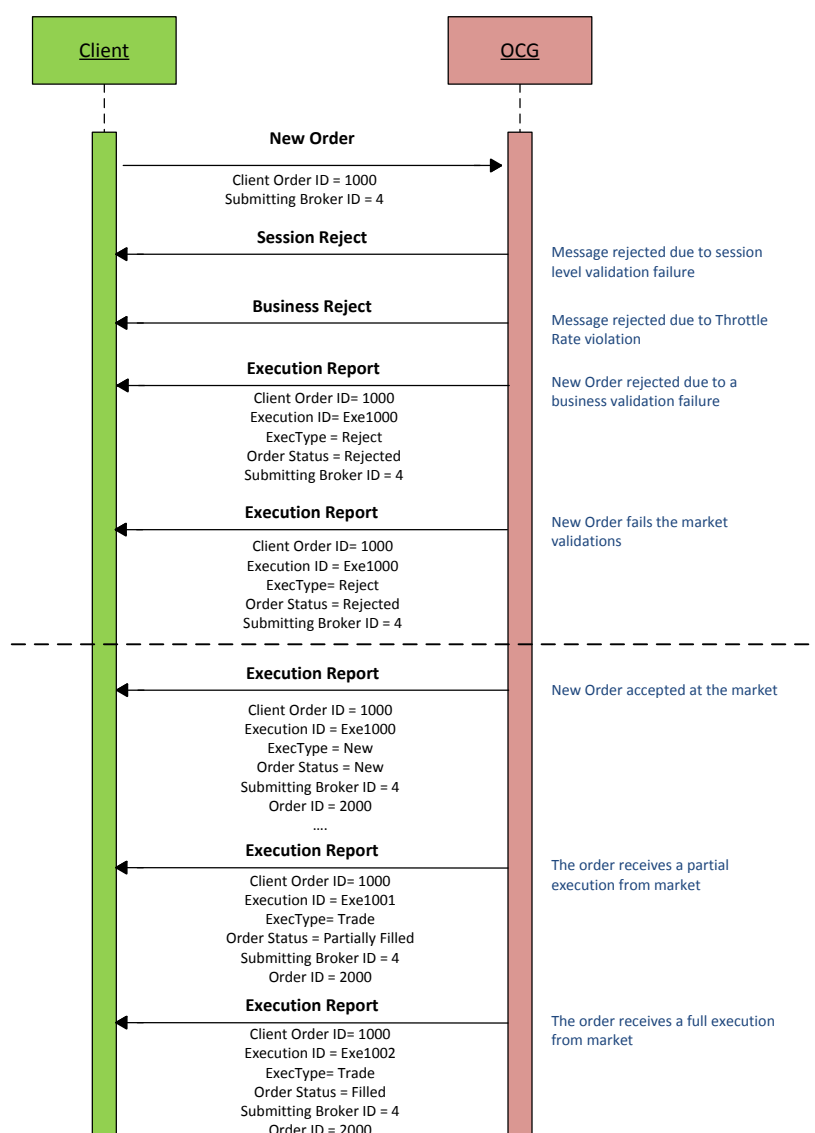 Client
OCG
New Order
Client Order ID = 1000
Submitting Broker ID = 4
Session Reject
Message rejected due to session
level validation failure
Business Reject
Message rejected due to Throttle
Rate violation
Execution Report
New Order rejected due to a
business validation failure
Client Order ID= 1000
Execution ID= Exe1000
ExecType = Reject
Order Status = Rejected
Submitting Broker ID = 4
Execution Report
New Order fails the market
validations
Client Order ID= 1000
Execution ID = Exe1000
ExecType= Reject
Order Status = Rejected
Submitting Broker ID = 4
Execution Report
New Order accepted at the market
Client Order ID = 1000
Execution ID = Exe1000
ExecType = New
Order Status = New
Submitting Broker ID = 4
Order ID = 2000
....
Execution Report
The order receives a partial
execution from market
Client Order ID= 1000
Execution ID = Exe1001
ExecType= Trade
Order Status = Partially Filled
Submitting Broker ID = 4
Order ID = 2000
Execution Report
The order receives a full execution
from market
Client Order ID= 1000
Execution ID = Exe1002
ExecType= Trade
Order Status = Filled
Submitting Broker ID = 4
Order ID = 2000